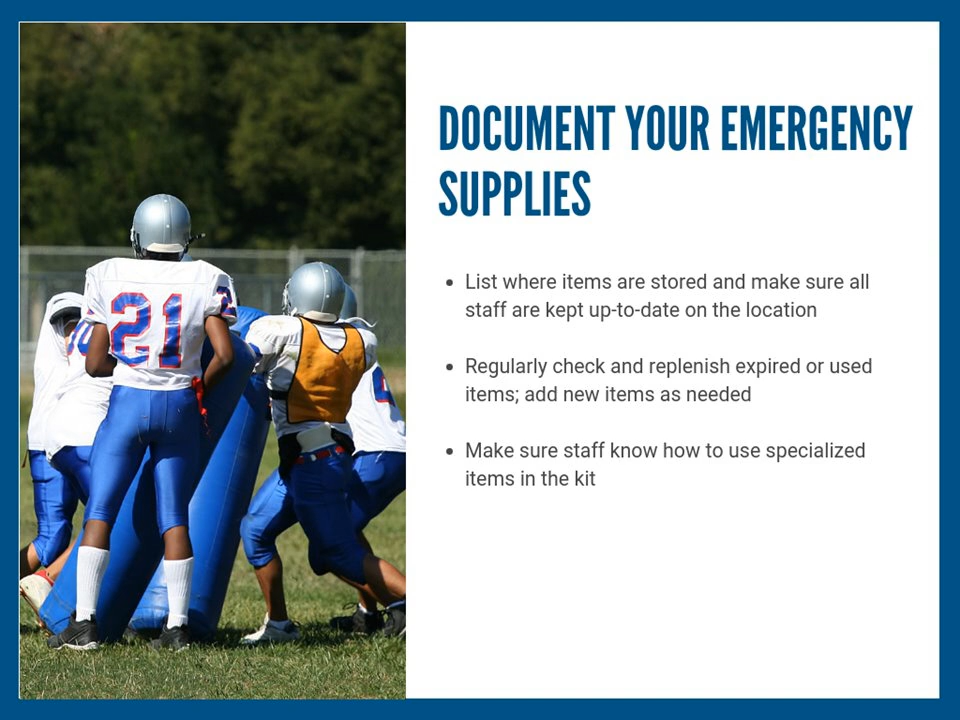 DOCUMENT YOUR EMERGENCY
SUPPLIES
• List where items are stored and make sure all
staff are kept up-to-date on the location
• Regularly check and replenish expired or used
items; add new items as needed
• Make sure staff know how to use specialized
items in the kit
21